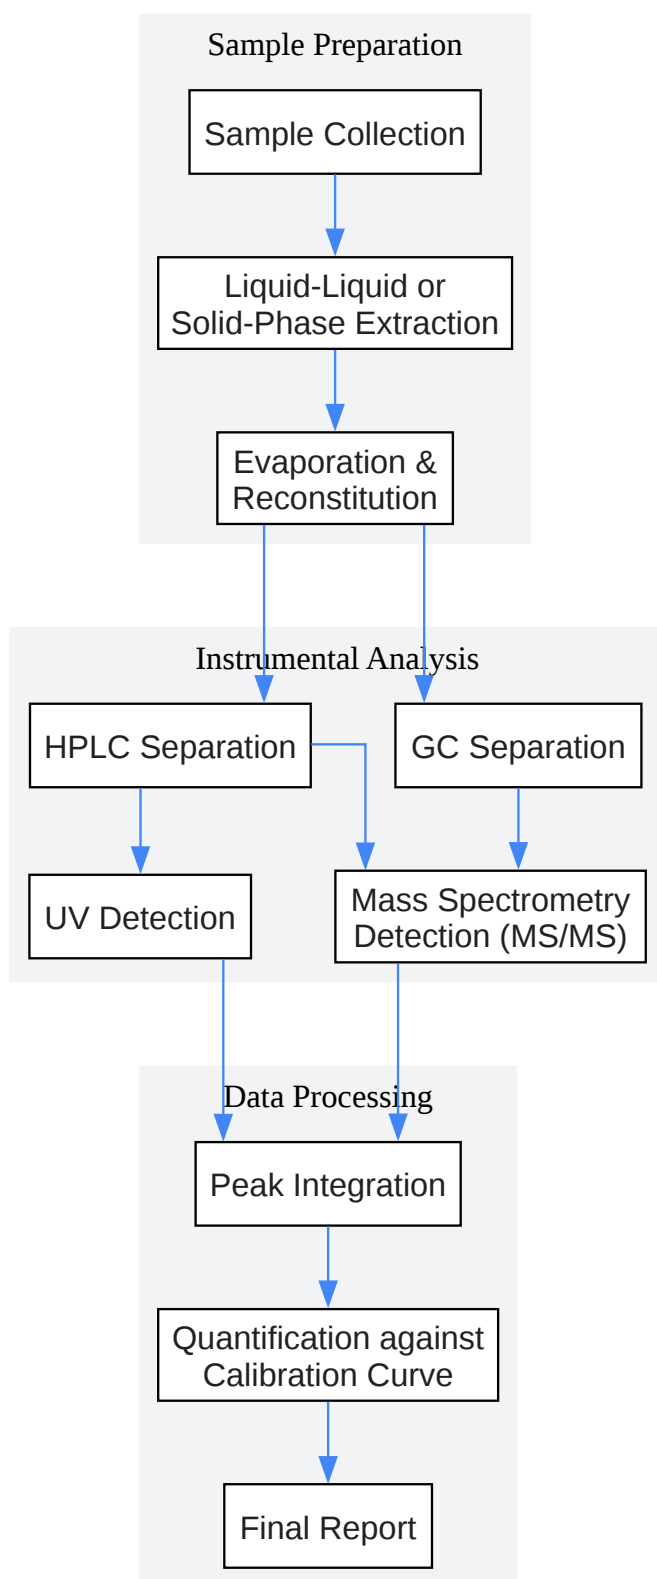 Sample Preparation
Sample Collection
Liquid-Liquid or
Solid-Phase Extraction
Evaporation &
Reconstitution
Instrumental Analysis
HPLC Separation
GC Separation
UV Detection
Mass Spectrometry
Detection (MS/MS)
Data Processing
Peak Integration
Quantification against
Calibration Curve
Final Report